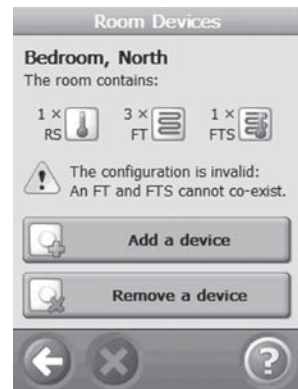 Room Devices
Bedroom, North
The room contains:
1 × RS 3 × FT 1 × FTS
The configuration is invalid:
An FT and FTS cannot co-exist.
Add a device
Remove a device
?